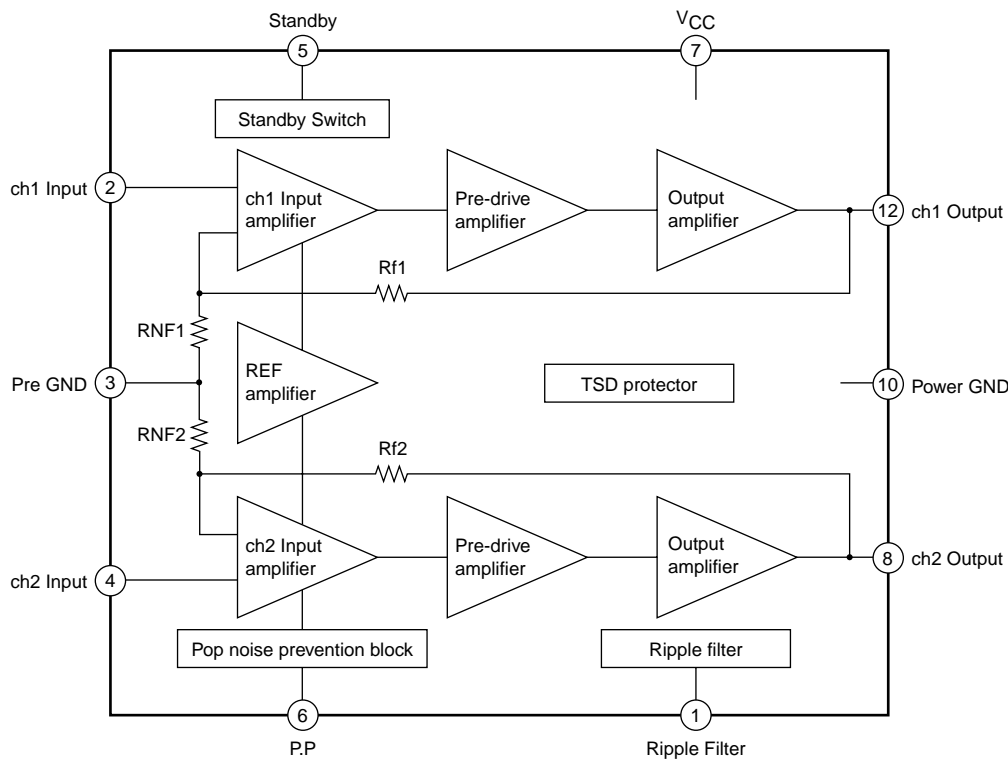 Standby
VCC
5
7
Standby Switch
ch1 Input
2
ch1 Input
amplifier
Pre-drive
amplifier
Output
amplifier
12
ch1 Output
Rf1
RNF1
Pre GND
3
REF
amplifier
TSD protector
10
Power GND
RNF2
Rf2
ch2 Input
4
ch2 Input
amplifier
Pre-drive
amplifier
Output
amplifier
8
ch2 Output
Pop noise prevention block
Ripple filter
6
1
P.P
Ripple Filter